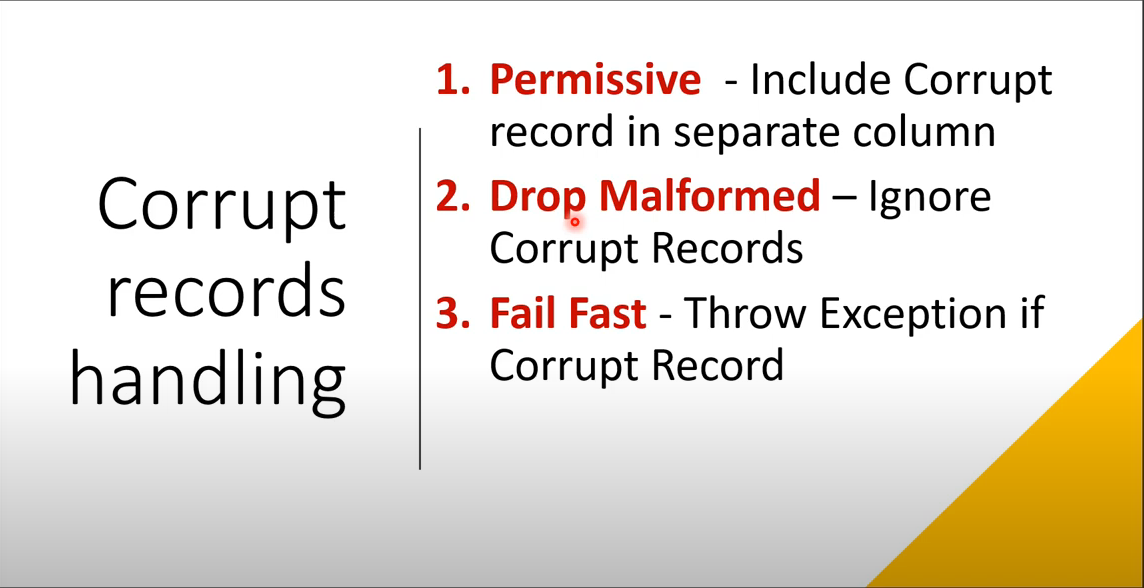 Corrupt
records
handling
1. Permissive - Include Corrupt
record in separate column
2. Drop Malformed – Ignore
Corrupt Records
3. Fail Fast - Throw Exception if
Corrupt Record